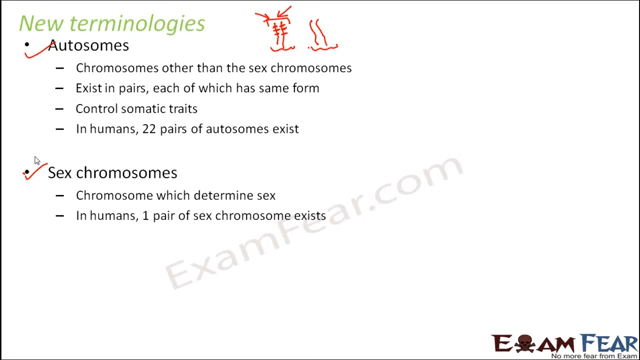 New terminologies
• Autosomes
– Chromosomes other than the sex chromosomes
– Exist in pairs, each of which has same form
– Control somatic traits
– In humans, 22 pairs of autosomes exist
• Sex chromosomes
– Chromosome which determine sex
– In humans, 1 pair of sex chromosome exists
ExamFear.com
EXAM FEAR
No more fear from Exam